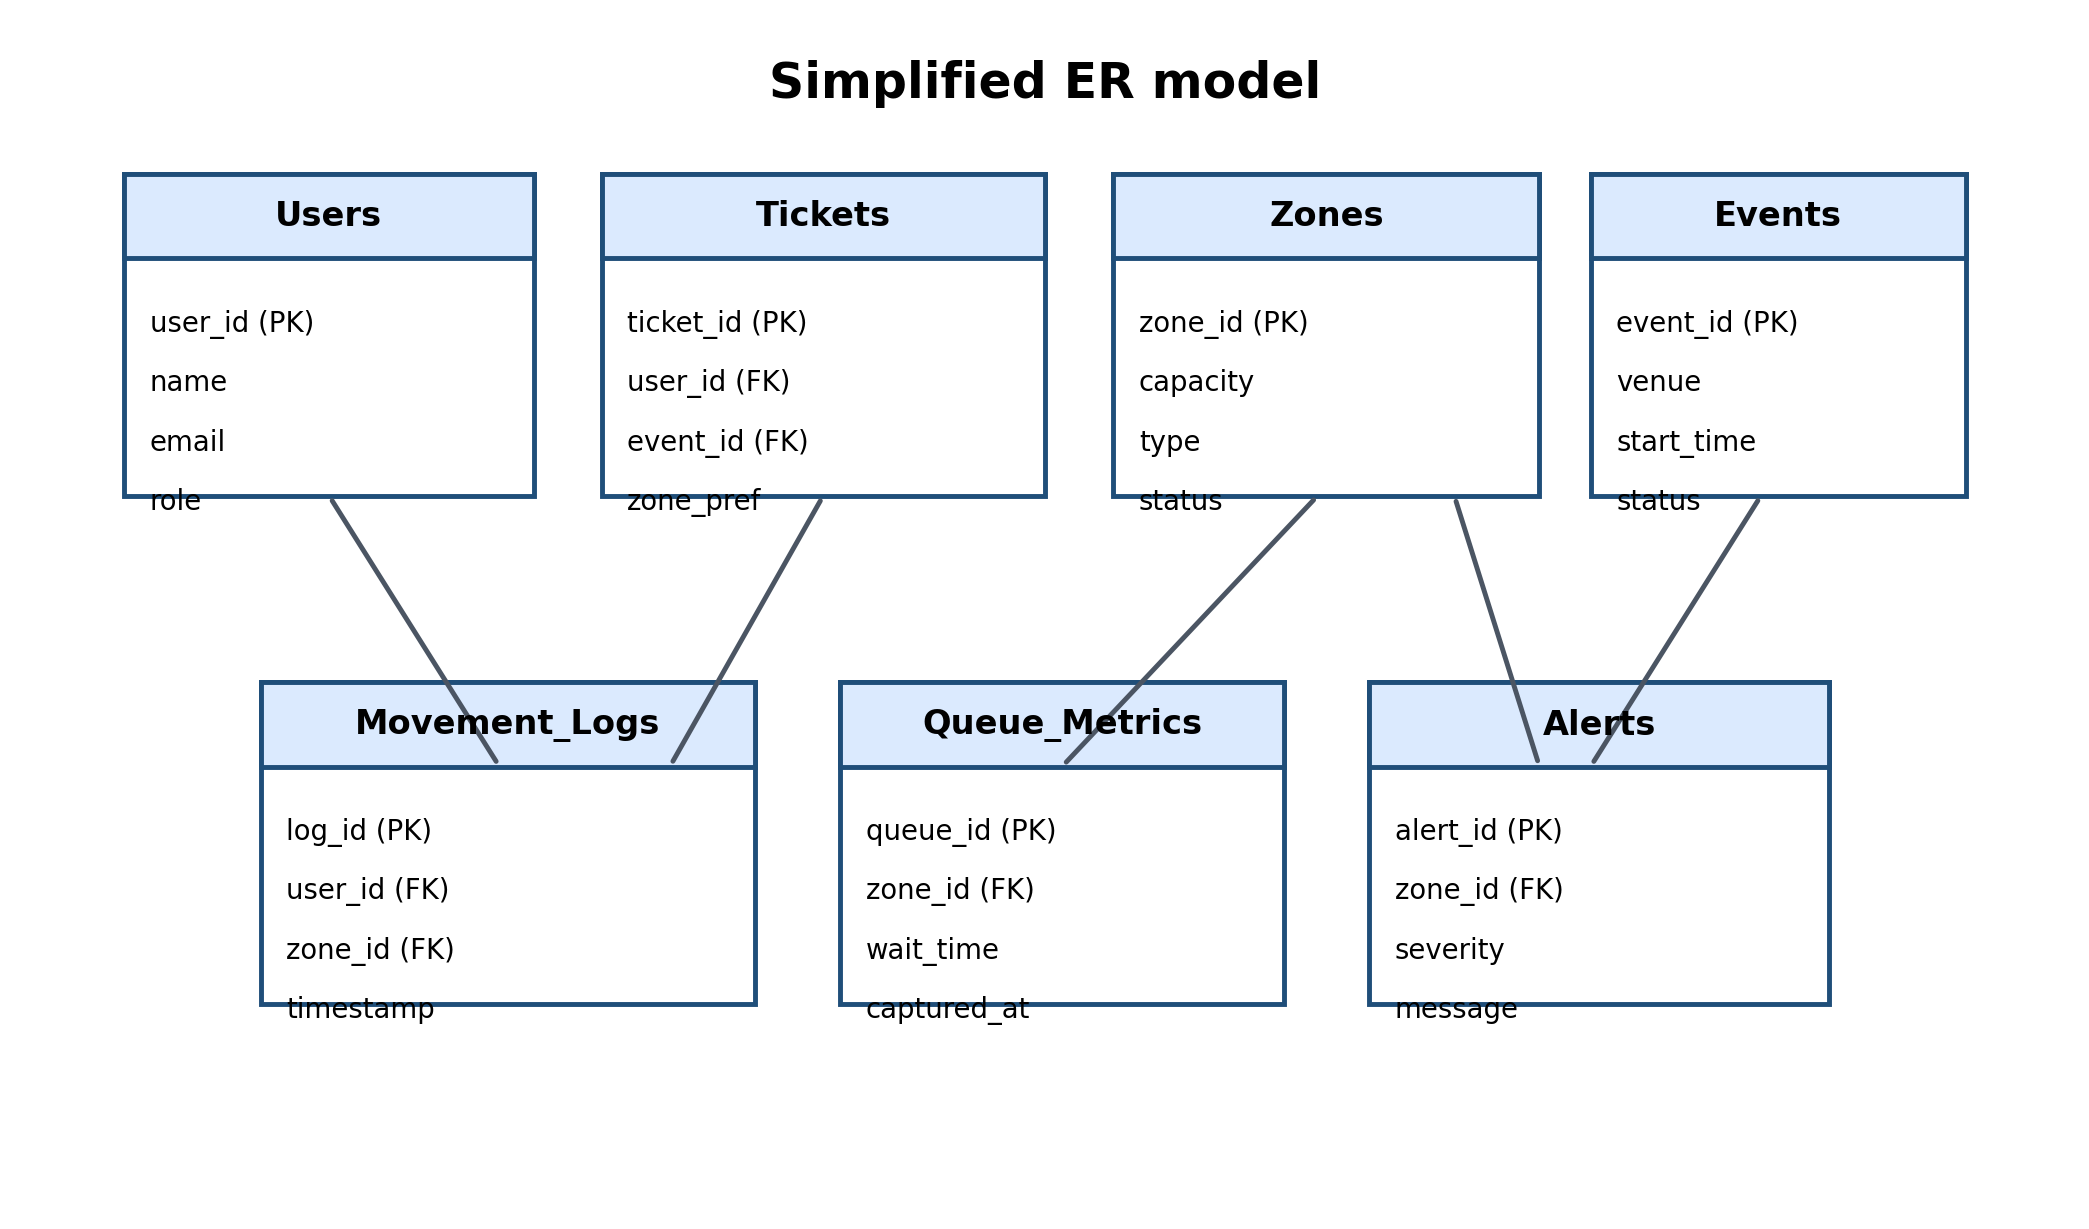 Simplified ER model
Users
user_id (PK)
name
email
role
Tickets
ticket_id (PK)
user_id (FK)
event_id (FK)
zone_pref
Zones
zone_id (PK)
capacity
type
status
Events
event_id (PK)
venue
start_time
status
Movement_Logs
log_id (PK)
user_id (FK)
zone_id (FK)
timestamp
Queue_Metrics
queue_id (PK)
zone_id (FK)
wait_time
captured_at
Alerts
alert_id (PK)
zone_id (FK)
severity
message